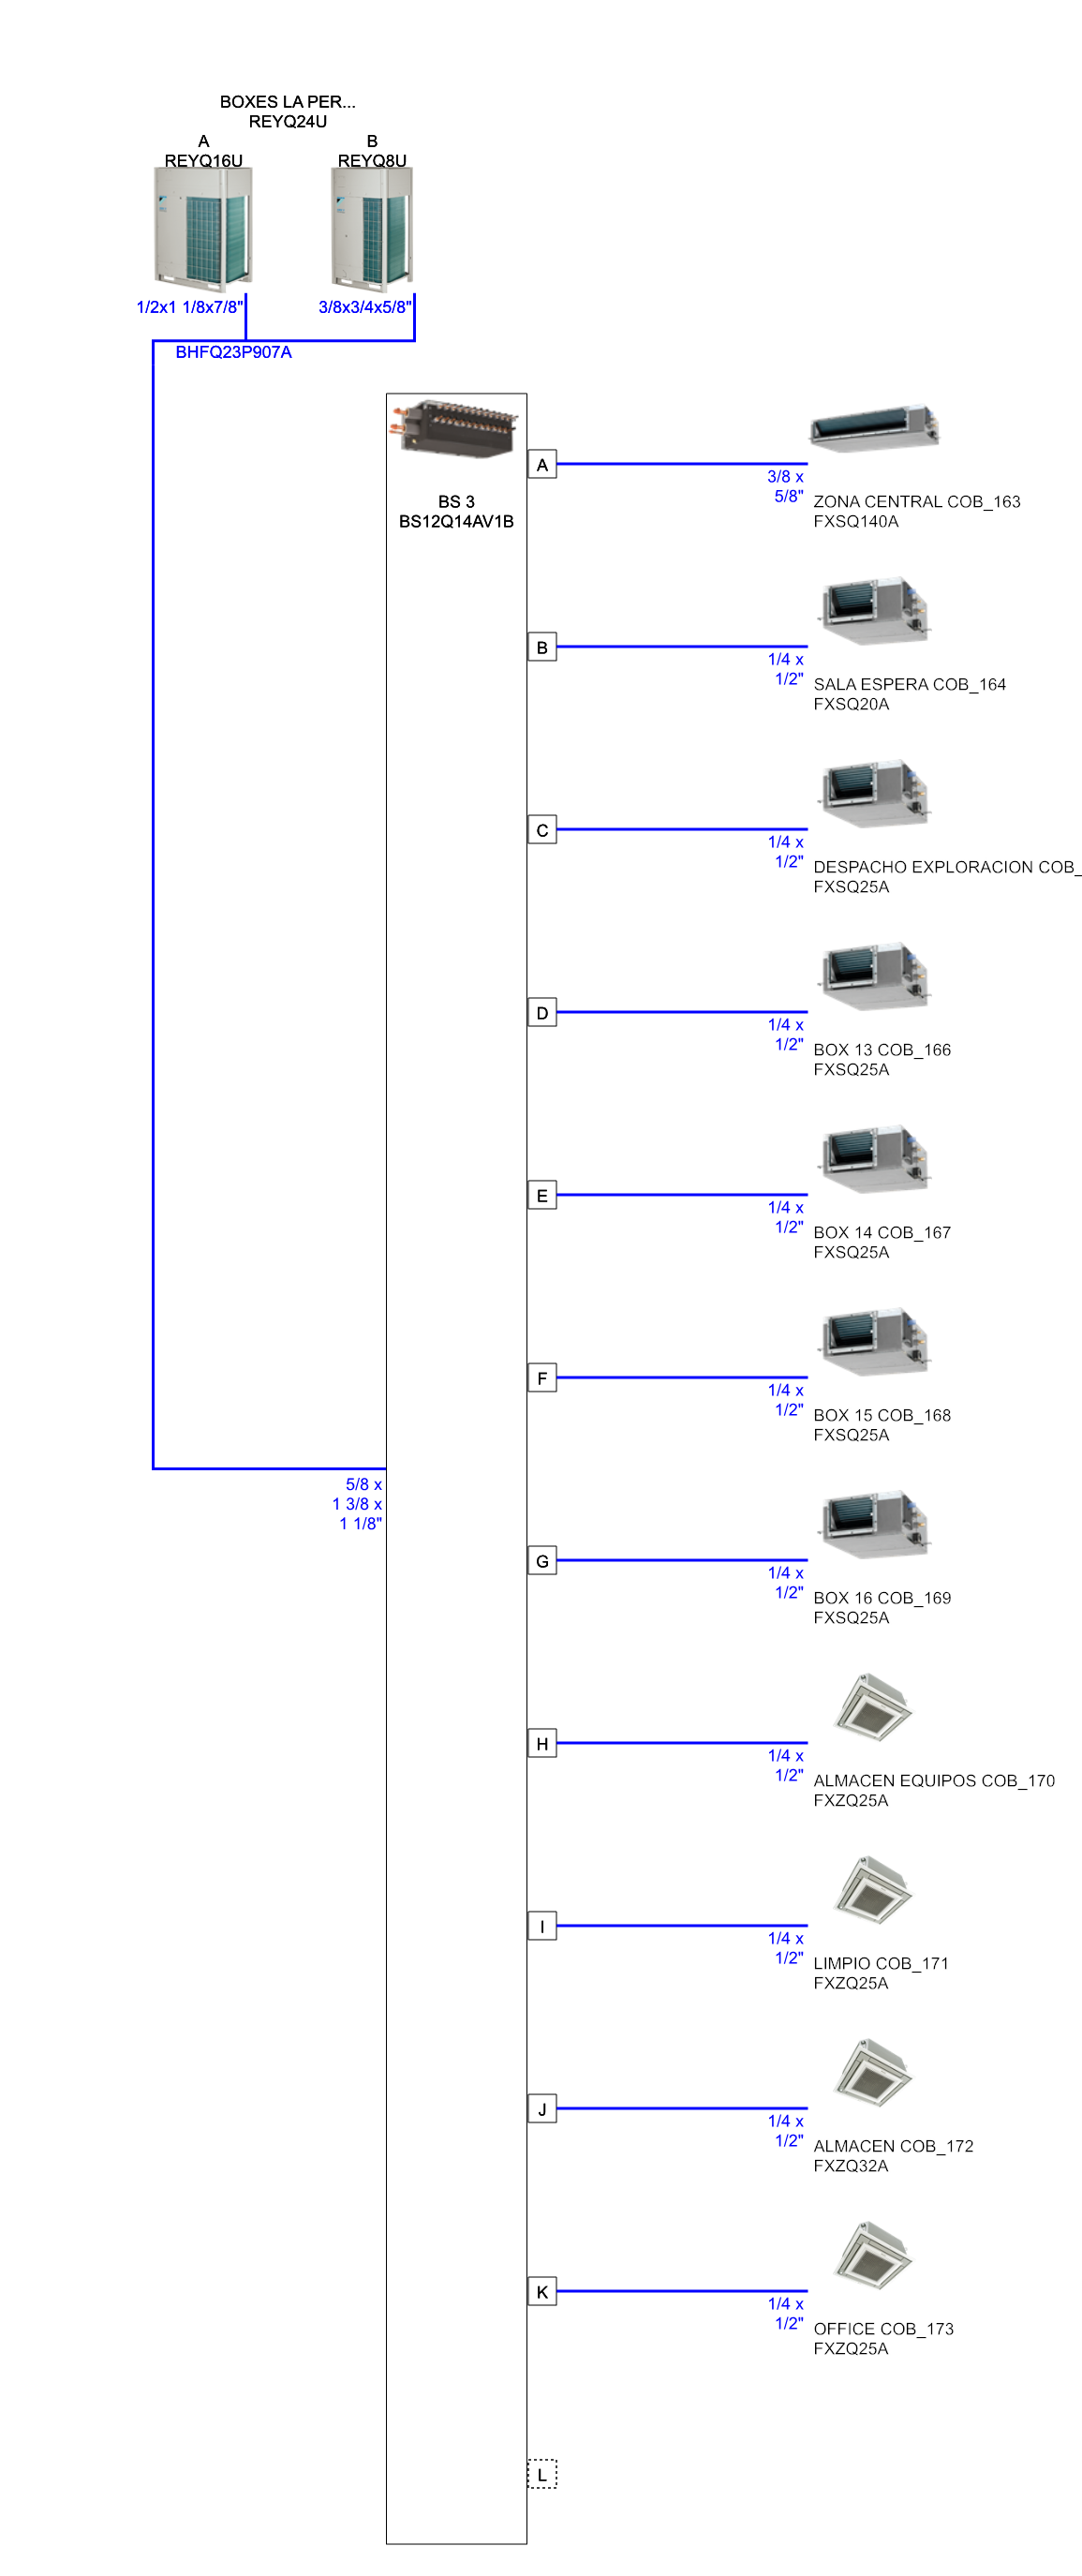 BOXES LA PER...
REYQ24U
A
REYQ16U
B
REYQ8U
1/2x1 1/8x7/8"
3/8x3/4x5/8"
BHFQ23P907A
BS 3
BS12Q14AV1B
A
3/8 x
5/8"
ZONA CENTRAL COB_163
FXSQ140A
B
1/4 x
1/2"
SALA ESPERA COB_164
FXSQ20A
C
1/4 x
1/2"
DESPACHO EXPLORACION COB_
FXSQ25A
D
1/4 x
1/2"
BOX 13 COB_166
FXSQ25A
E
1/4 x
1/2"
BOX 14 COB_167
FXSQ25A
F
1/4 x
1/2"
BOX 15 COB_168
FXSQ25A
5/8 x
1 3/8 x
1 1/8"
G
1/4 x
1/2"
BOX 16 COB_169
FXSQ25A
H
1/4 x
1/2"
ALMACEN EQUIPOS COB_170
FXZQ25A
I
1/4 x
1/2"
LIMPIO COB_171
FXZQ25A
J
1/4 x
1/2"
ALMACEN COB_172
FXZQ32A
K
1/4 x
1/2"
OFFICE COB_173
FXZQ25A
L